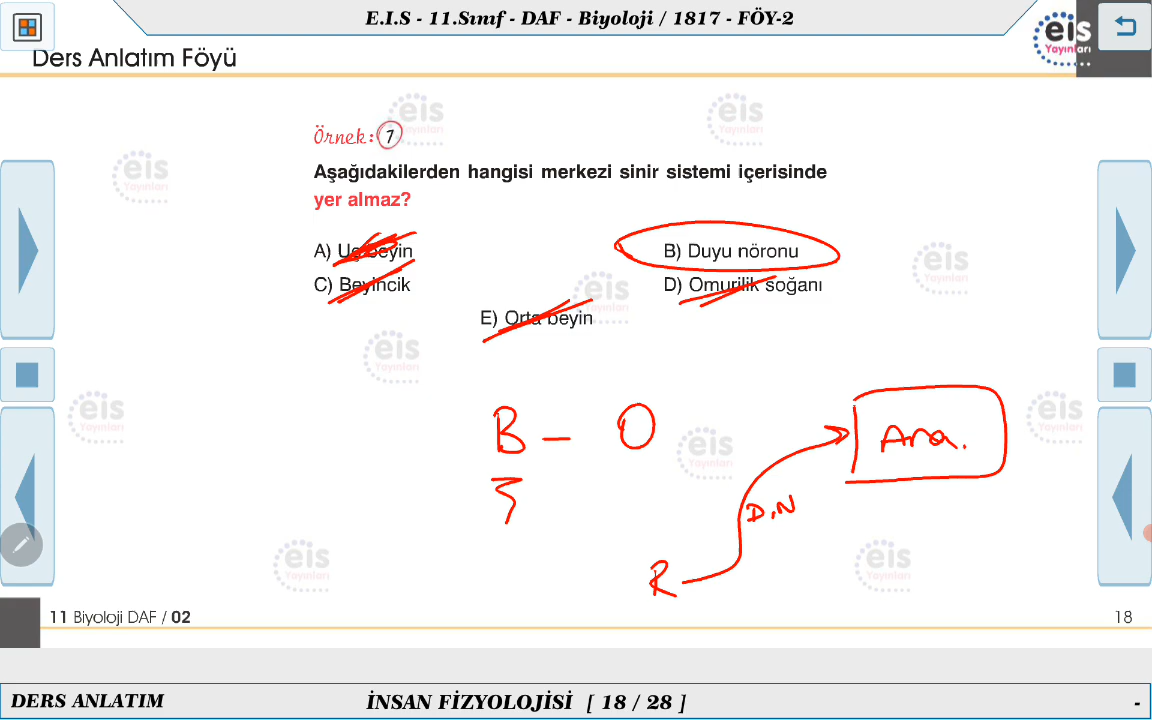 E.I.S - 11.Sınıf - DAF - Biyoloji / 1817 - FÖY-2
eis
Yayınları
Ders Anlatım Föyü
Örnek: 7
Aşağıdakilerden hangisi merkezi sinir sistemi içerisinde
yer almaz?
A) Uç beyin
B) Duyu nöronu
C) Beyincik
D) Omurilik soğanı
E) Orta beyin
B - O
Ara.
D.N
R
11 Biyoloji DAF / 02
18
DERS ANLATIM
İNSAN FİZYOLOJİSİ [ 18 / 28 ]
-